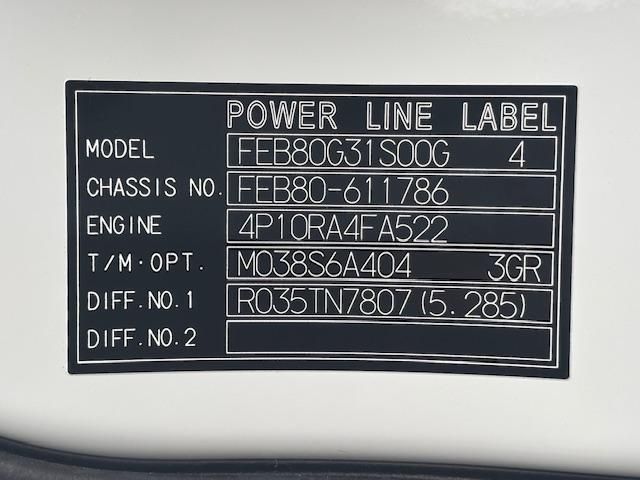 POWER LINE LABEL
MODEL FEB80G31S00G 4
CHASSIS NO. FEB80-611786
ENGINE 4P10RA4FA522
T/M·OPT. M038S6A404 3GR
DIFF.NO.1 R035TN7807(5.285)
DIFF.NO.2